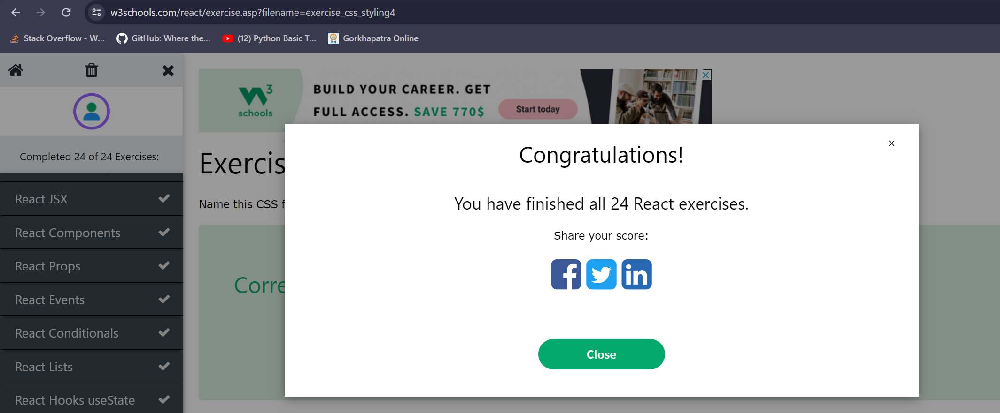 w3schools.com/react/exercise.asp?filename=exercise_css_styling4
Stack Overflow - W...
GitHub: Where the...
(12) Python Basic T...
Gorkhapatra Online
Completed 24 of 24 Exercises:
React JSX
React Components
React Props
React Events
React Conditionals
React Lists
React Hooks useState
W3
schools
BUILD YOUR CAREER. GET
FULL ACCESS. SAVE 770$
Start today
Exercis
Name this CSS f
Corre
Congratulations!
You have finished all 24 React exercises.
Share your score:
Close